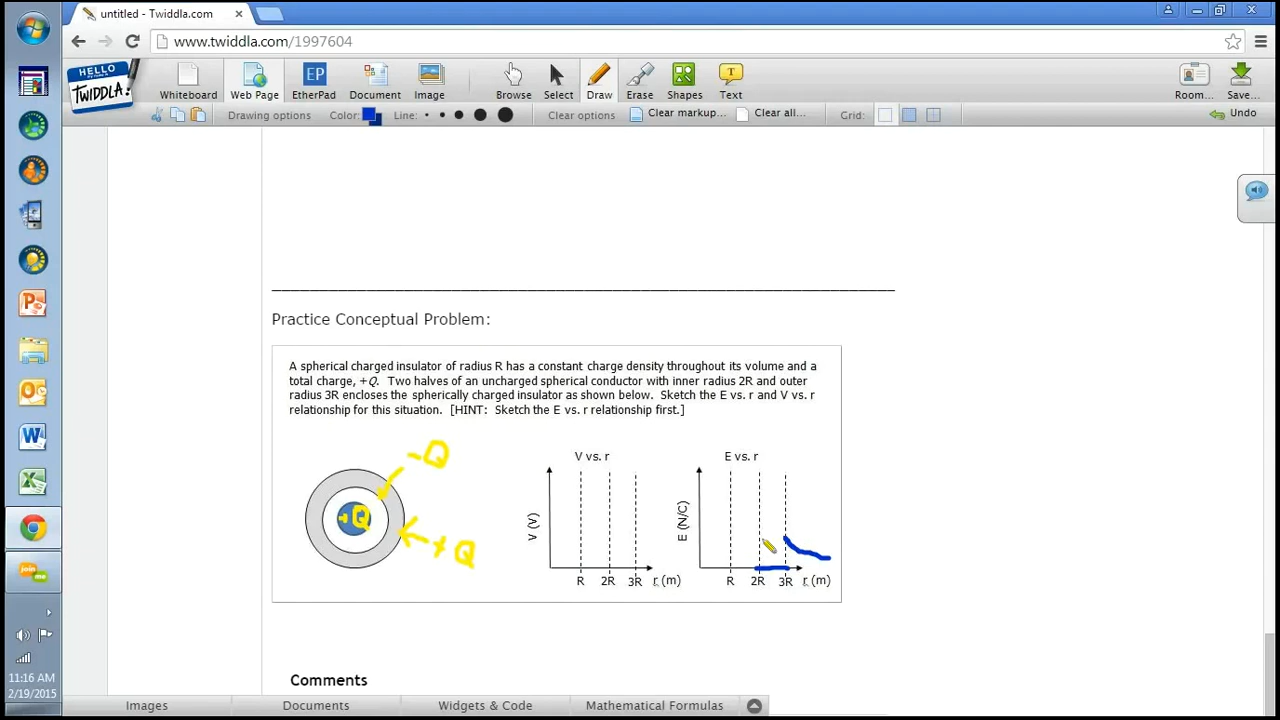 untitled - Twiddla.com
www.twiddla.com/1997604
HELLO
TWIDDLA!
Whiteboard
Web Page
EP
EtherPad
Document
Image
Browse
Select
Draw
Erase
Shapes
T
Text
Room...
Save...
Drawing options
Color:
Line:
Clear options
Clear markup...
Clear all...
Grid:
Undo
Practice Conceptual Problem:
A spherical charged insulator of radius R has a constant charge density throughout its volume and a
total charge, +Q. Two halves of an uncharged spherical conductor with inner radius 2R and outer
radius 3R encloses the spherically charged insulator as shown below. Sketch the E vs. r and V vs. r
relationship for this situation. [HINT: Sketch the E vs. r relationship first.]
-Q
+Q
+Q
V vs. r
V (V)
R 2R 3R r (m)
E vs. r
E (N/C)
R 2R 3R r (m)
Comments
join.me
11:16 AM
2/19/2015
Images
Documents
Widgets & Code
Mathematical Formulas